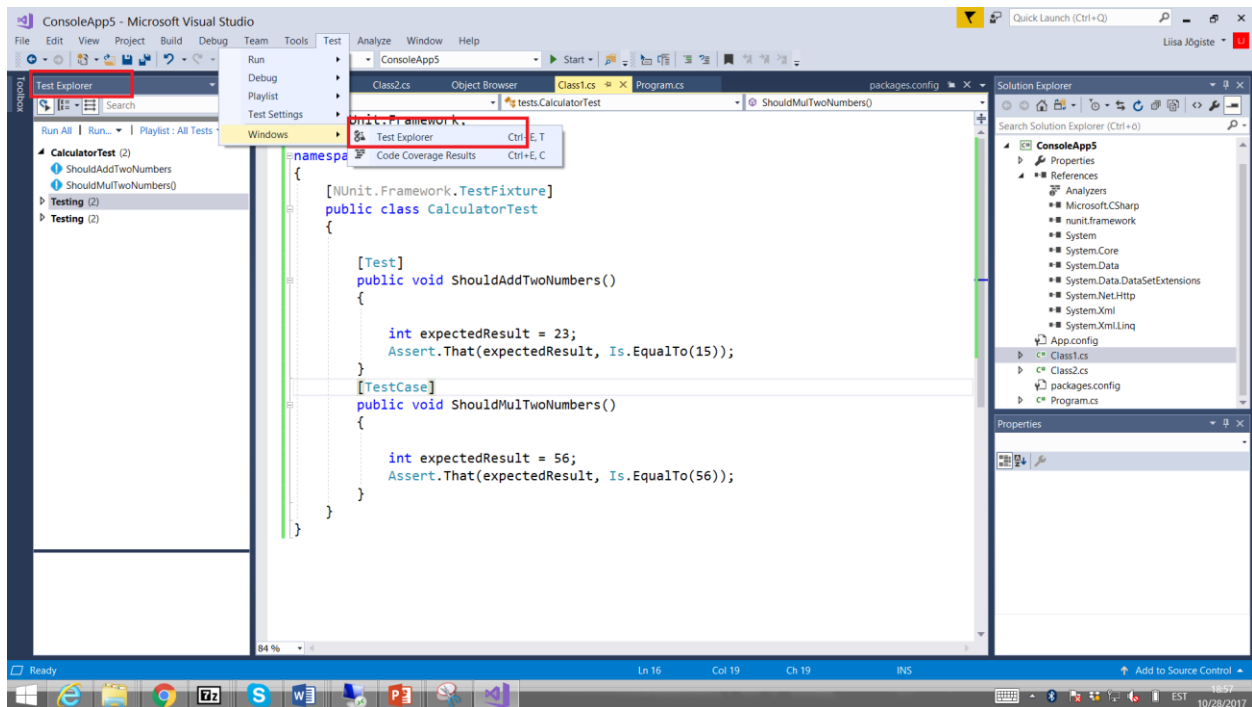 ConsoleApp5 - Microsoft Visual Studio
Quick Launch (Ctrl+Q)
File Edit View Project Build Debug Team Tools Test Analyze Window Help
Liisa Jõgiste LJ
ConsoleApp5
Start
Toolbox
Test Explorer
Search
Run All | Run... | Playlist : All Tests
CalculatorTest (2)
ShouldAddTwoNumbers
ShouldMulTwoNumbers()
Testing (2)
Testing (2)
Run
Debug
Playlist
Test Settings
Windows
Test Explorer Ctrl+E, T
Code Coverage Results Ctrl+E, C
Class2.cs Object Browser Class1.cs Program.cs packages.config
tests.CalculatorTest ShouldMulTwoNumbers()
Unit.Framework.
namespa
{
[NUnit.Framework.TestFixture]
public class CalculatorTest
{
[Test]
public void ShouldAddTwoNumbers()
{
int expectedResult = 23;
Assert.That(expectedResult, Is.EqualTo(15));
}
[TestCase]
public void ShouldMulTwoNumbers()
{
int expectedResult = 56;
Assert.That(expectedResult, Is.EqualTo(56));
}
}
}
84 %
Solution Explorer
Search Solution Explorer (Ctrl+ö)
ConsoleApp5
Properties
References
Analyzers
Microsoft.CSharp
nunit.framework
System
System.Core
System.Data
System.Data.DataSetExtensions
System.Net.Http
System.Xml
System.Xml.Linq
App.config
C# Class1.cs
C# Class2.cs
packages.config
C# Program.cs
Properties
Ready Ln 16 Col 19 Ch 19 INS Add to Source Control
7z
EST
18:57
10/28/2017